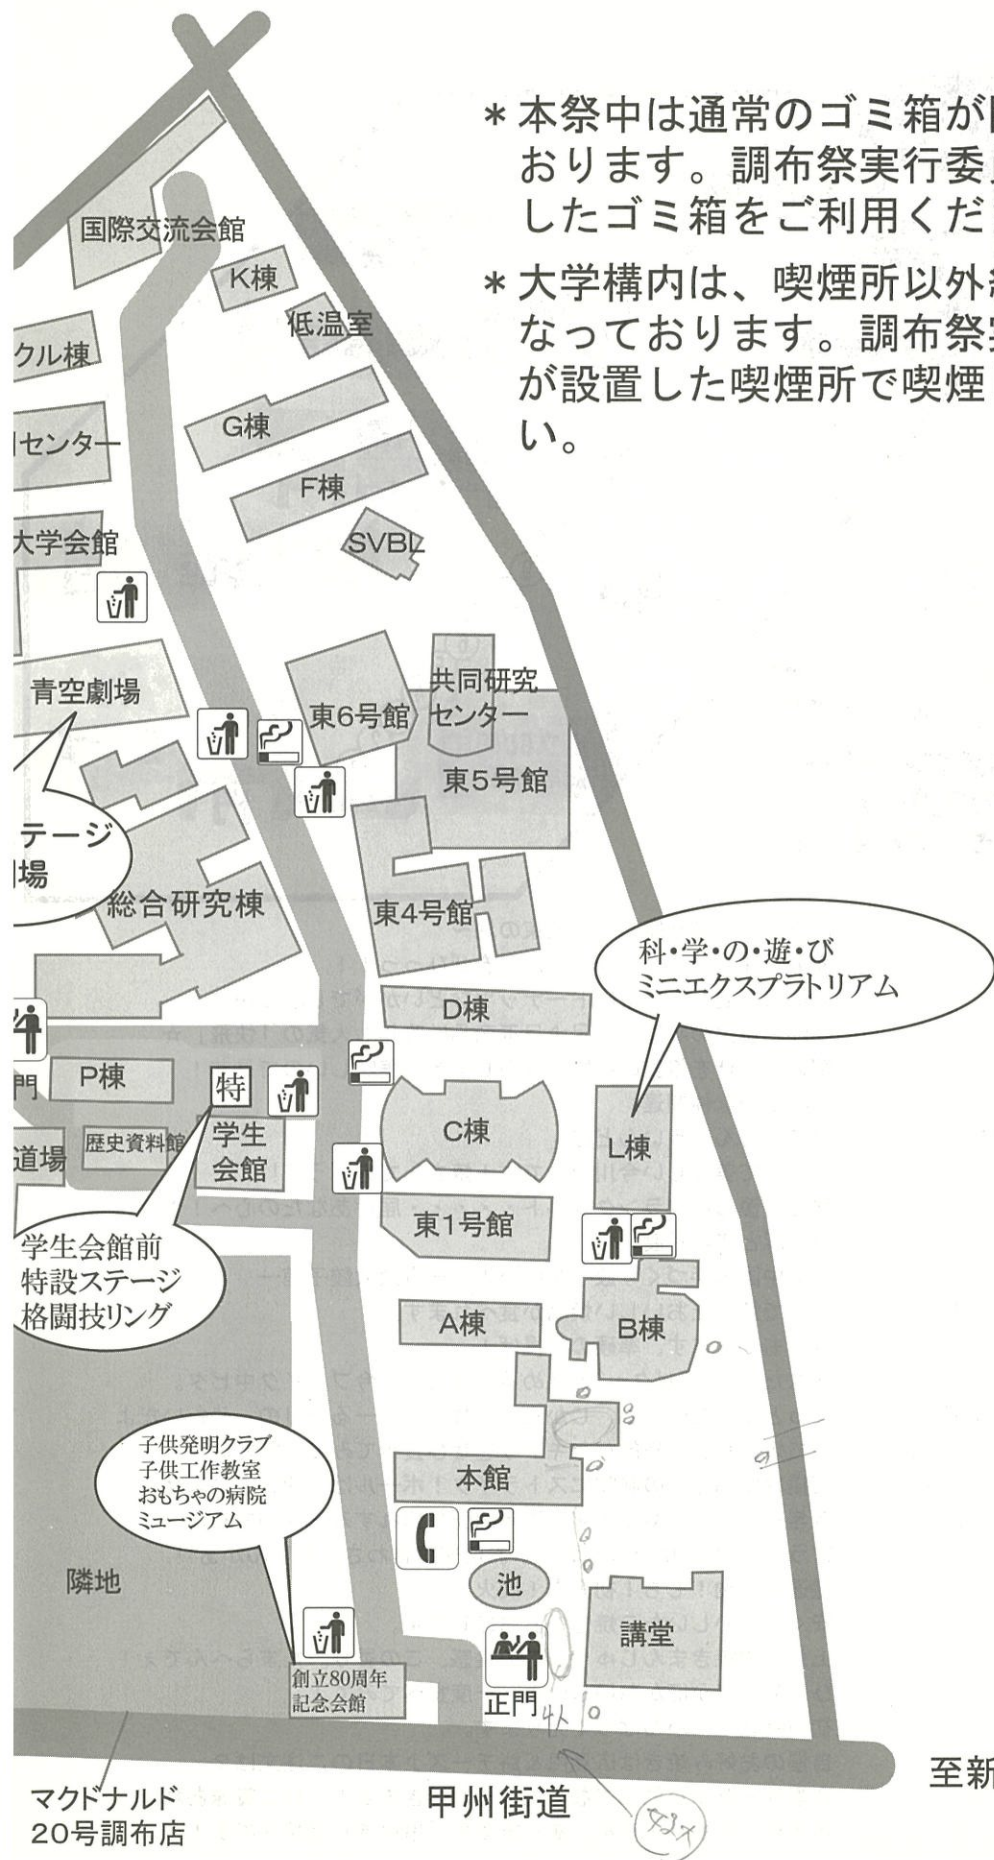 ＊本祭中は通常のゴミ箱が
おります。調布祭実行委
したゴミ箱をご利用くだ
＊大学構内は、喫煙所以外
なっております。調布祭
が設置した喫煙所で喫煙
い。
国際交流会館
K棟
低温室
クル棟
G棟
センター
F棟
大学会館
SVBL
青空劇場
東6号館
共同研究
センター
東5号館
テージ
場
総合研究棟
東4号館
科・学・の・遊・び
ミニエクスプラトリアム
D棟
門
P棟
特
C棟
L棟
道場
歴史資料館
学生
会館
東1号館
学生会館前
特設ステージ
格闘技リング
A棟
B棟
子供発明クラブ
子供工作教室
おもちゃの病院
ミュージアム
本館
隣地
池
講堂
創立80周年
記念会館
正門
至新
マクドナルド
20号調布店
甲州街道